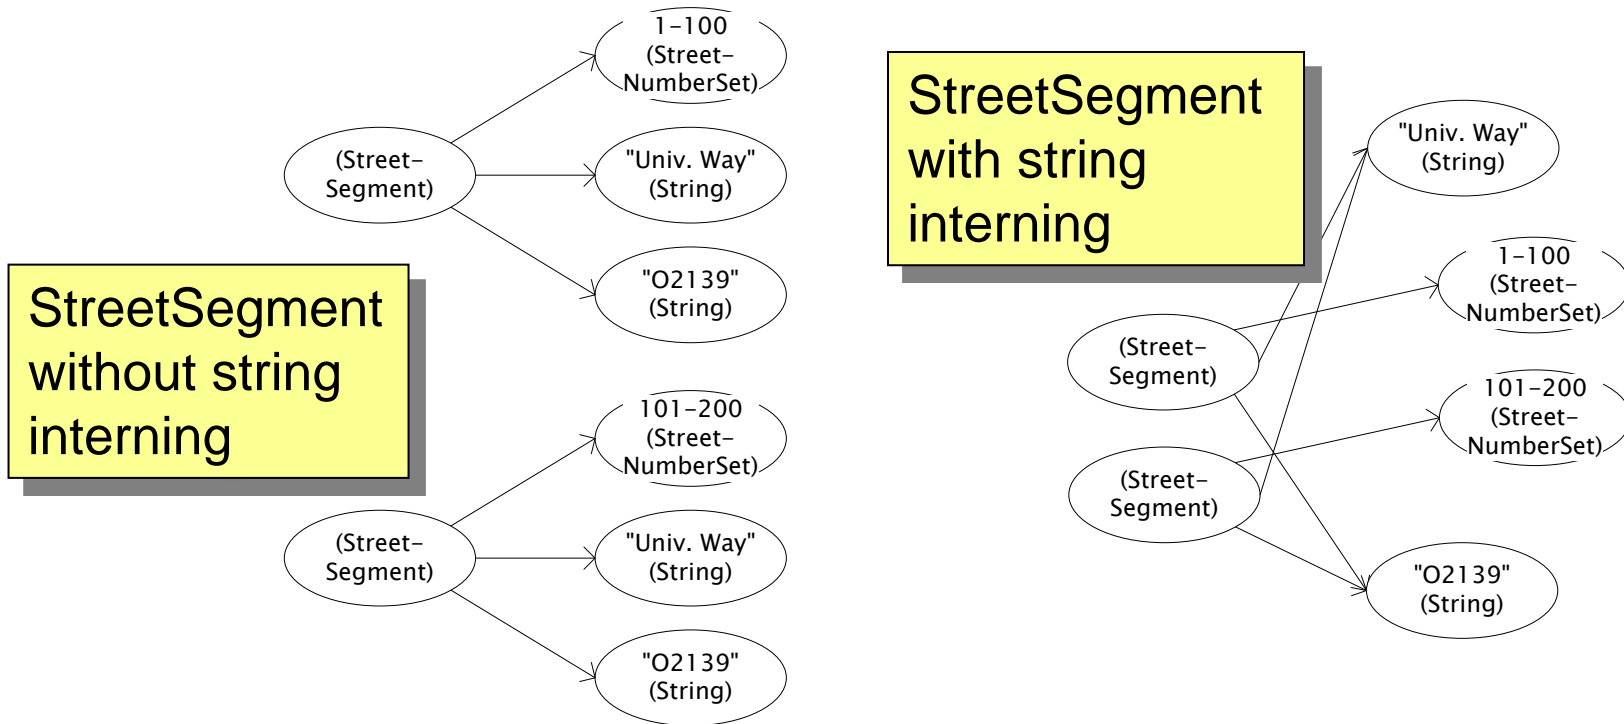 1-100
(Street-
NumberSet)
(Street-
Segment)
"Univ. Way"
(String)
"O2139"
(String)
StreetSegment
without string
interning
101-200
(Street-
NumberSet)
(Street-
Segment)
"Univ. Way"
(String)
"O2139"
(String)
StreetSegment
with string
interning
"Univ. Way"
(String)
1-100
(Street-
NumberSet)
(Street-
Segment)
101-200
(Street-
NumberSet)
(Street-
Segment)
"O2139"
(String)